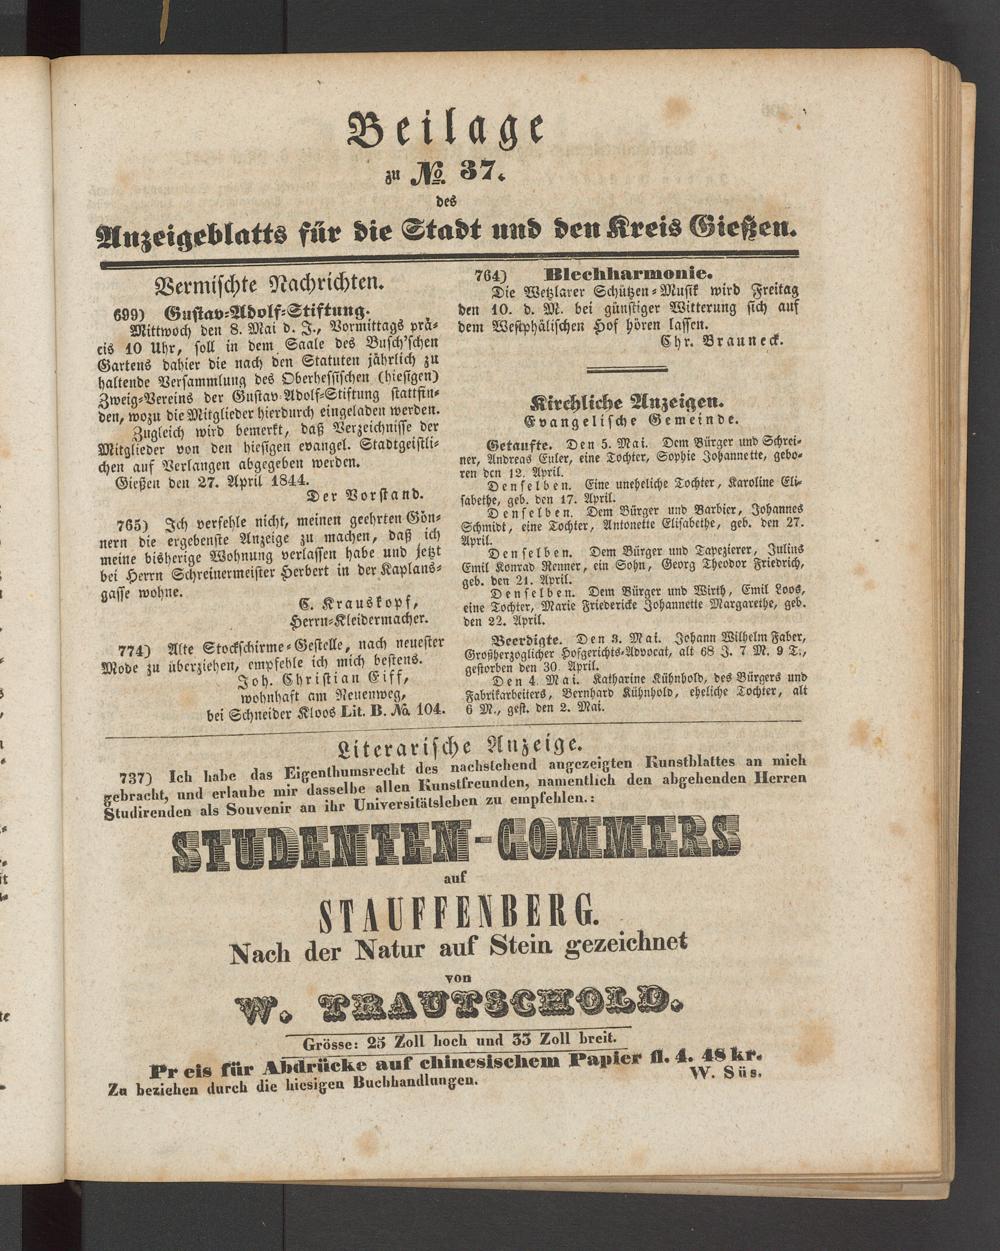 Beilage
zu No. 37.
des
Anzeigeblatts für die Stadt und den Kreis Gießen.
Vermischte Nachrichten.
699) Gustav-Adolf-Stiftung.
Mittwoch den 8. Mai d. J., Vormittags prä-
cis 10 Uhr, soll in dem Saale des Busch'schen
Gartens dahier die nach den Statuten jährlich zu
haltende Versammlung des Oberhessischen (hiesigen)
Zweig-Vereins der Gustav Adolf-Stiftung stattfin-
den, wozu die Mitglieder hierdurch eingeladen werden.
Zugleich wird bemerkt, daß Verzeichnisse der
Mitglieder von den hiesigen evangel. Stadtgeistli-
chen auf Verlangen abgegeben werden.
Gießen den 27. April 1844.
Der Vorstand.
765) Ich verfehle nicht, meinen geehrten Gön-
nern die ergebenste Anzeige zu machen, daß ich
meine bisherige Wohnung verlassen habe und jetzt
bei Herrn Schreinermeister Herbert in der Kaplans-
gasse wohne.
C. Krauskopf,
Herrn-Kleidermacher.
774) Alte Stockschirme-Gestelle, nach neuester
Mode zu überziehen, empfehle ich mich bestens.
Joh. Christian Eiff,
wohnhaft am Neuenweg,
bei Schneider Kloos Lit. B. No. 104.
764) Blechharmonie.
Die Wetzlarer Schützen-Musik wird Freitag
den 10. d. M. bei günstiger Witterung sich auf
dem Westphälischen Hof hören lassen.
Chr. Brauneck.
Kirchliche Anzeigen.
Evangelische Gemeinde.
Getaufte. Den 5. Mai. Dem Bürger und Schrei-
ner, Andreas Euler, eine Tochter, Sophie Johannette, gebo-
ren den 12. April.
Denselben. Eine uneheliche Tochter, Karoline Eli-
sabethe, geb. den 17. April.
Denselben. Dem Bürger und Barbier, Johannes
Schmidt, eine Tochter, Antonette Elisabethe, geb. den 27.
April.
Denselben. Dem Bürger und Tapezierer, Julius
Emil Konrad Renner, ein Sohn, Georg Theodor Friedrich,
geb. den 21. April.
Denselben. Dem Bürger und Wirth, Emil Loos,
eine Tochter, Marie Friedericke Johannette Margarethe, geb.
den 22. April.
Beerdigte. Den 3. Mai. Johann Wilhelm Faber,
Großherzoglicher Hofgerichts-Advocat, alt 68 J. 7 M. 9 T.,
gestorben den 30. April.
Den 4. Mai. Katharine Kühnhold, des Bürgers und
Fabrikarbeiters, Bernhard Kühnhold, eheliche Tochter, alt
6 M., gest. den 2. Mai.
Literarische Anzeige.
737) Ich habe das Eigenthumsrecht des nachstehend angezeigten Kunstblattes an mich
gebracht, und erlaube mir dasselbe allen Kunstfreunden, namentlich den abgehenden Herren
Studirenden als Souvenir an ihr Universitätsleben zu empfehlen.:
STUDENTEN-COMMERS
auf
STAUFFENBERG.
Nach der Natur auf Stein gezeichnet
von
W. TRAUTSCHOLD.
Grösse: 25 Zoll hoch und 33 Zoll breit.
Pr eis für Abdrücke auf chinesischem Papier fl. 4. 48 kr.
Zu beziehen durch die hiesigen Buchhandlungen.
W. Süs.